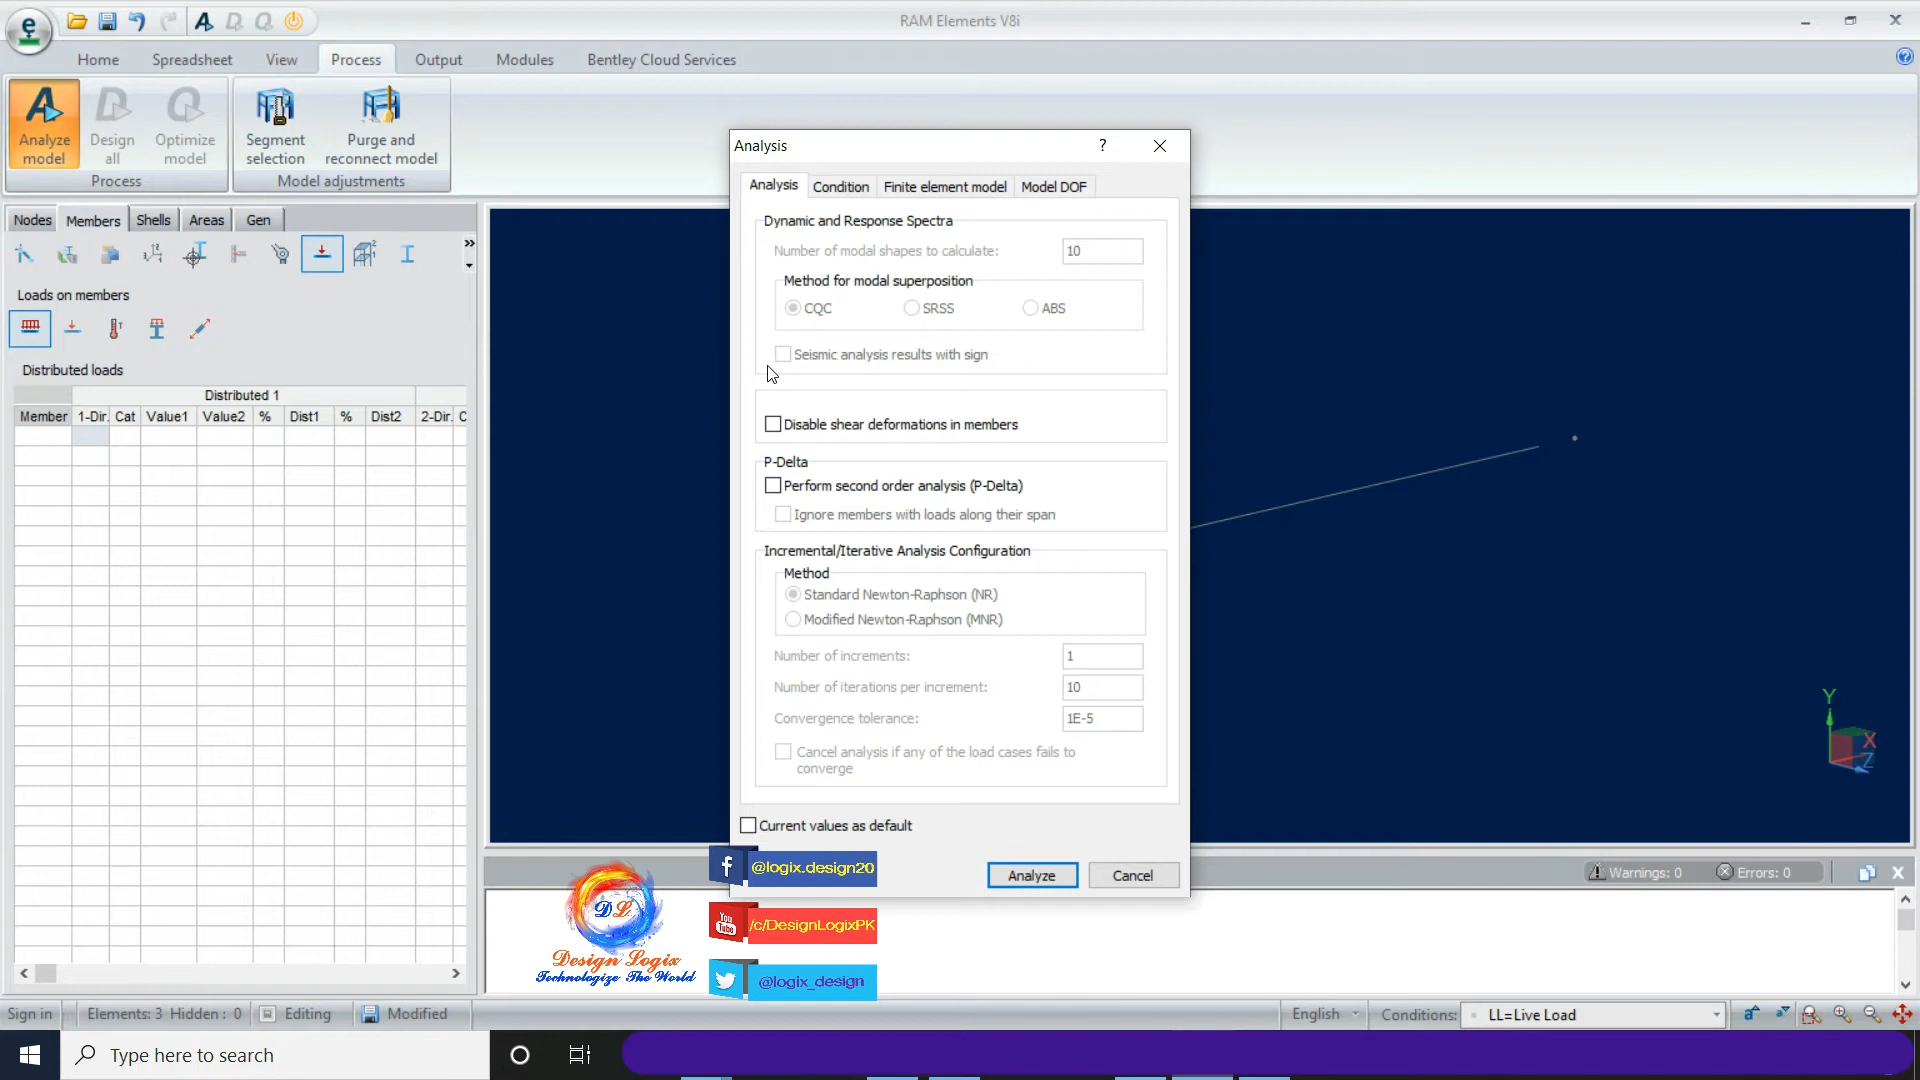 RAM Elements V8i
Home
Spreadsheet
View
Process
Output
Modules
Bentley Cloud Services
Analyze
model
Design
all
Optimize
model
Segment
selection
Purge and
reconnect model
Process
Model adjustments
Nodes
Members
Shells
Areas
Gen
Loads on members
Distributed loads
Distributed 1
Member
1-Dir.
Cat
Value1
Value2
%
Dist1
%
Dist2
2-Dir.
C
Analysis
Analysis
Condition
Finite element model
Model DOF
Dynamic and Response Spectra
Number of modal shapes to calculate:
10
Method for modal superposition
CQC
SRSS
ABS
Seismic analysis results with sign
Disable shear deformations in members
P-Delta
Perform second order analysis (P-Delta)
Ignore members with loads along their span
Incremental/Iterative Analysis Configuration
Method
Standard Newton-Raphson (NR)
Modified Newton-Raphson (MNR)
Number of increments:
1
Number of iterations per increment:
10
Convergence tolerance:
1E-5
Cancel analysis if any of the load cases fails to
converge
Current values as default
Analyze
Cancel
Y
X
Z
Warnings: 0
Errors: 0
DL
Design Logix
Technologize The World
@logix.design20
You
Tube
/c/DesignLogixPK
@logix_design
Sign in
Elements: 3 Hidden : 0
Editing
Modified
English
Conditions:
LL=Live Load
Type here to search